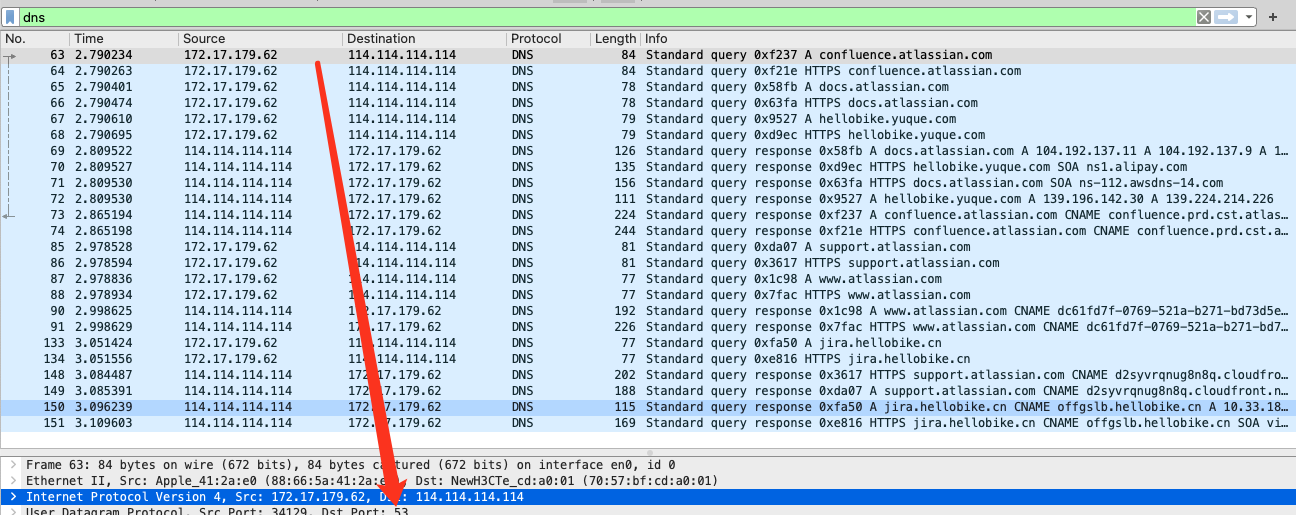 dns
No. Time Source Destination Protocol Length Info
63 2.790234 172.17.179.62 114.114.114.114 DNS 84 Standard query 0xf237 A confluence.atlassian.com
64 2.790263 172.17.179.62 114.114.114.114 DNS 84 Standard query 0xf21e HTTPS confluence.atlassian.com
65 2.790401 172.17.179.62 114.114.114.114 DNS 78 Standard query 0x58fb A docs.atlassian.com
66 2.790474 172.17.179.62 114.114.114.114 DNS 78 Standard query 0x63fa HTTPS docs.atlassian.com
67 2.790610 172.17.179.62 114.114.114.114 DNS 79 Standard query 0x9527 A hellobike.yuque.com
68 2.790695 172.17.179.62 114.114.114.114 DNS 79 Standard query 0xd9ec HTTPS hellobike.yuque.com
69 2.809522 114.114.114.114 172.17.179.62 DNS 126 Standard query response 0x58fb A docs.atlassian.com A 104.192.137.11 A 104.192.137.9 A 1…
70 2.809527 114.114.114.114 172.17.179.62 DNS 135 Standard query response 0xd9ec HTTPS hellobike.yuque.com SOA ns1.alipay.com
71 2.809530 114.114.114.114 172.17.179.62 DNS 156 Standard query response 0x63fa HTTPS docs.atlassian.com SOA ns-112.awsdns-14.com
72 2.809530 114.114.114.114 172.17.179.62 DNS 111 Standard query response 0x9527 A hellobike.yuque.com A 139.196.142.30 A 139.224.214.226
73 2.865194 114.114.114.114 172.17.179.62 DNS 224 Standard query response 0xf237 A confluence.atlassian.com CNAME confluence.prd.cst.atlas…
74 2.865198 114.114.114.114 172.17.179.62 DNS 244 Standard query response 0xf21e HTTPS confluence.atlassian.com CNAME confluence.prd.cst.a…
85 2.978528 172.17.179.62 114.114.114.114 DNS 81 Standard query 0xda07 A support.atlassian.com
86 2.978594 172.17.179.62 114.114.114.114 DNS 81 Standard query 0x3617 HTTPS support.atlassian.com
87 2.978836 172.17.179.62 114.114.114.114 DNS 77 Standard query 0x1c98 A www.atlassian.com
88 2.978934 172.17.179.62 114.114.114.114 DNS 77 Standard query 0x7fac HTTPS www.atlassian.com
90 2.998625 114.114.114.114 172.17.179.62 DNS 192 Standard query response 0x1c98 A www.atlassian.com CNAME dc61fd7f-0769-521a-b271-bd73d5e…
91 2.998629 114.114.114.114 172.17.179.62 DNS 226 Standard query response 0x7fac HTTPS www.atlassian.com CNAME dc61fd7f-0769-521a-b271-bd7…
133 3.051424 172.17.179.62 114.114.114.114 DNS 77 Standard query 0xfa50 A jira.hellobike.cn
134 3.051556 172.17.179.62 114.114.114.114 DNS 77 Standard query 0xe816 HTTPS jira.hellobike.cn
148 3.084487 114.114.114.114 172.17.179.62 DNS 202 Standard query response 0x3617 HTTPS support.atlassian.com CNAME d2syvrqnug8n8q.cloudfro…
149 3.085391 114.114.114.114 172.17.179.62 DNS 188 Standard query response 0xda07 A support.atlassian.com CNAME d2syvrqnug8n8q.cloudfront.n…
150 3.096239 114.114.114.114 172.17.179.62 DNS 115 Standard query response 0xfa50 A jira.hellobike.cn CNAME offgslb.hellobike.cn A 10.33.18…
151 3.109603 114.114.114.114 172.17.179.62 DNS 169 Standard query response 0xe816 HTTPS jira.hellobike.cn CNAME offgslb.hellobike.cn SOA vi…
Frame 63: 84 bytes on wire (672 bits), 84 bytes captured (672 bits) on interface en0, id 0
Ethernet II, Src: Apple_41:2a:e0 (88:66:5a:41:2a:e0), Dst: NewH3CTe_cd:a0:01 (70:57:bf:cd:a0:01)
Internet Protocol Version 4, Src: 172.17.179.62, Dst: 114.114.114.114
User Datagram Protocol, Src Port: 34129, Dst Port: 53